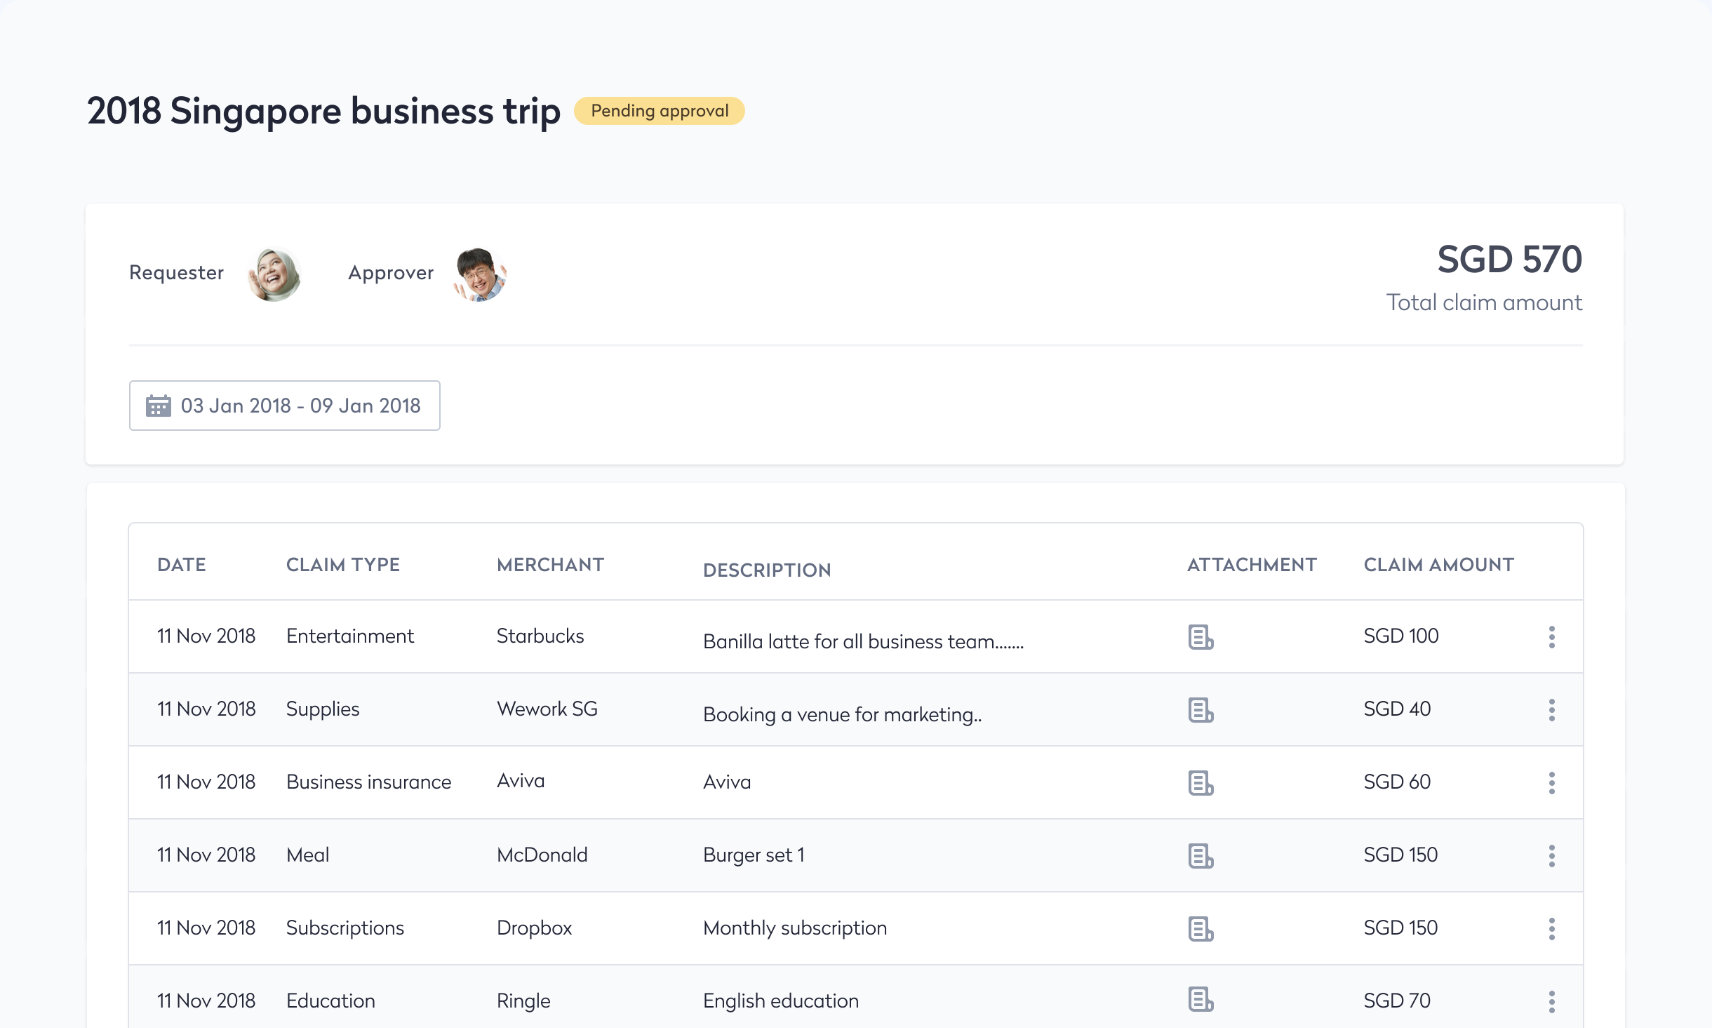 2018 Singapore business trip Pending approval
Requester Approver SGD 570
Total claim amount
03 Jan 2018 - 09 Jan 2018
DATE CLAIM TYPE MERCHANT DESCRIPTION ATTACHMENT CLAIM AMOUNT
11 Nov 2018 Entertainment Starbucks Banilla latte for all business team....... SGD 100
11 Nov 2018 Supplies Wework SG Booking a venue for marketing.. SGD 40
11 Nov 2018 Business insurance Aviva Aviva SGD 60
11 Nov 2018 Meal McDonald Burger set 1 SGD 150
11 Nov 2018 Subscriptions Dropbox Monthly subscription SGD 150
11 Nov 2018 Education Ringle English education SGD 70